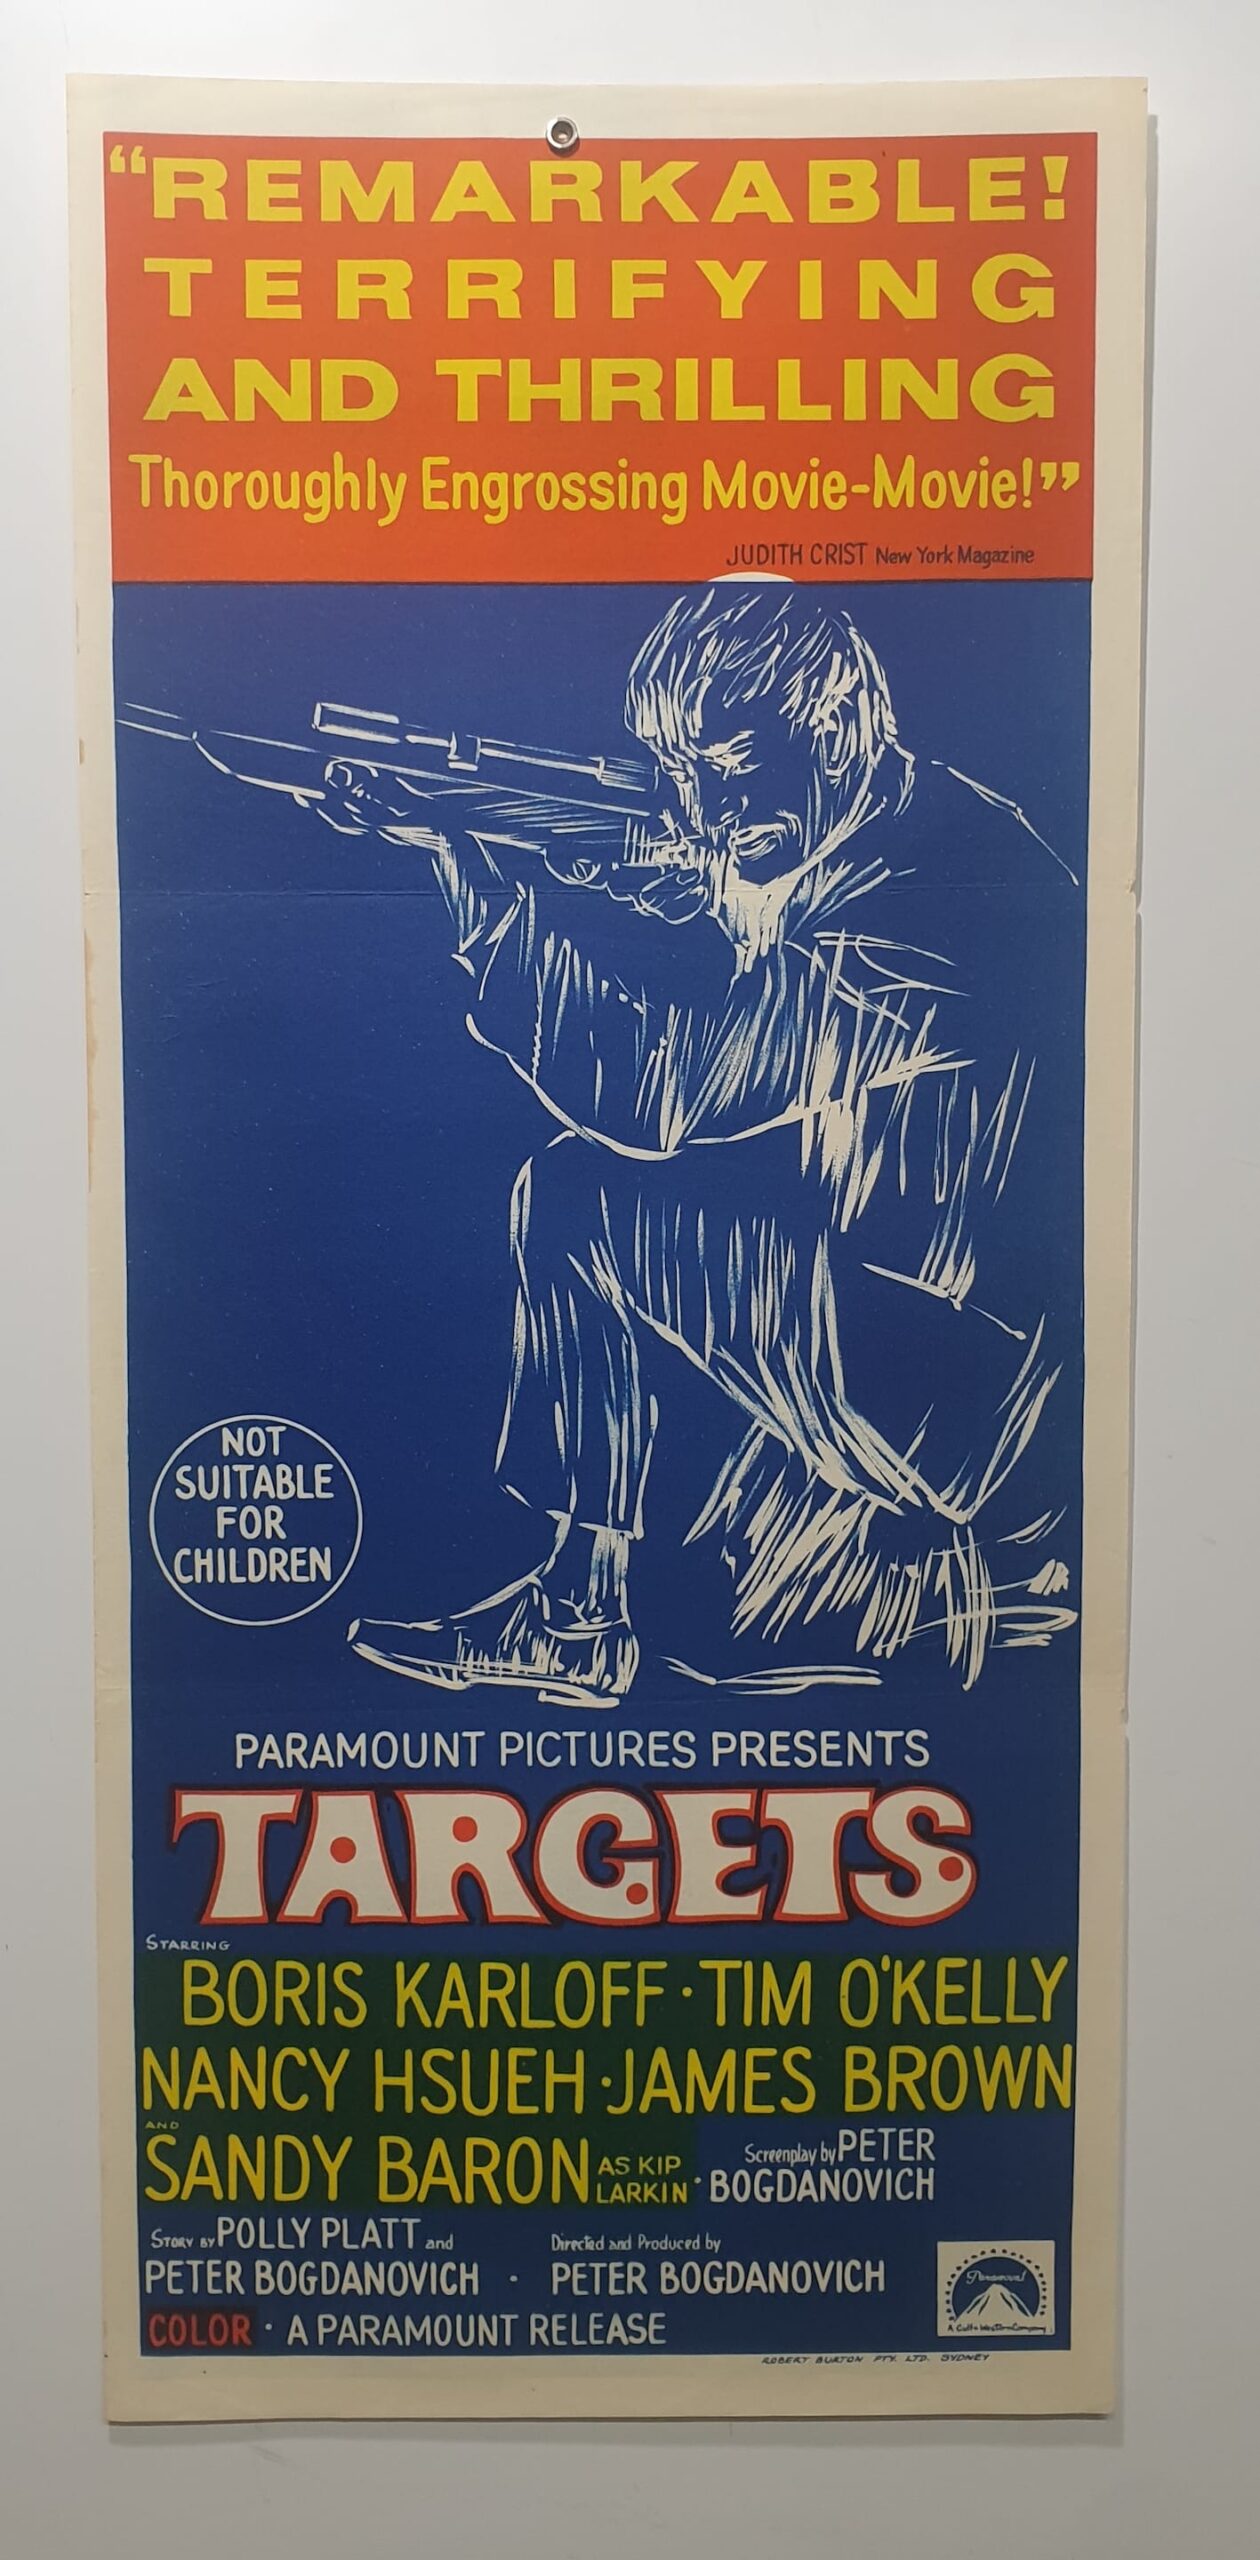 “REMARKABLE!
TERRIFYING
AND THRILLING
Thoroughly Engrossing Movie-Movie!”
JUDITH CRIST New York Magazine
NOT
SUITABLE
FOR
CHILDREN
PARAMOUNT PICTURES PRESENTS
TARGETS
STARRING
BORIS KARLOFF · TIM O'KELLY
NANCY HSUEH · JAMES BROWN
AND
SANDY BARON AS KIP LARKIN ·
Screenplay by PETER
BOGDANOVICH
STORY BY POLLY PLATT and
PETER BOGDANOVICH ·
Directed and Produced by
PETER BOGDANOVICH
COLOR · A PARAMOUNT RELEASE
Paramount
A Gulf+Western Company
ROBERT BURTON PTY. LTD. SYDNEY